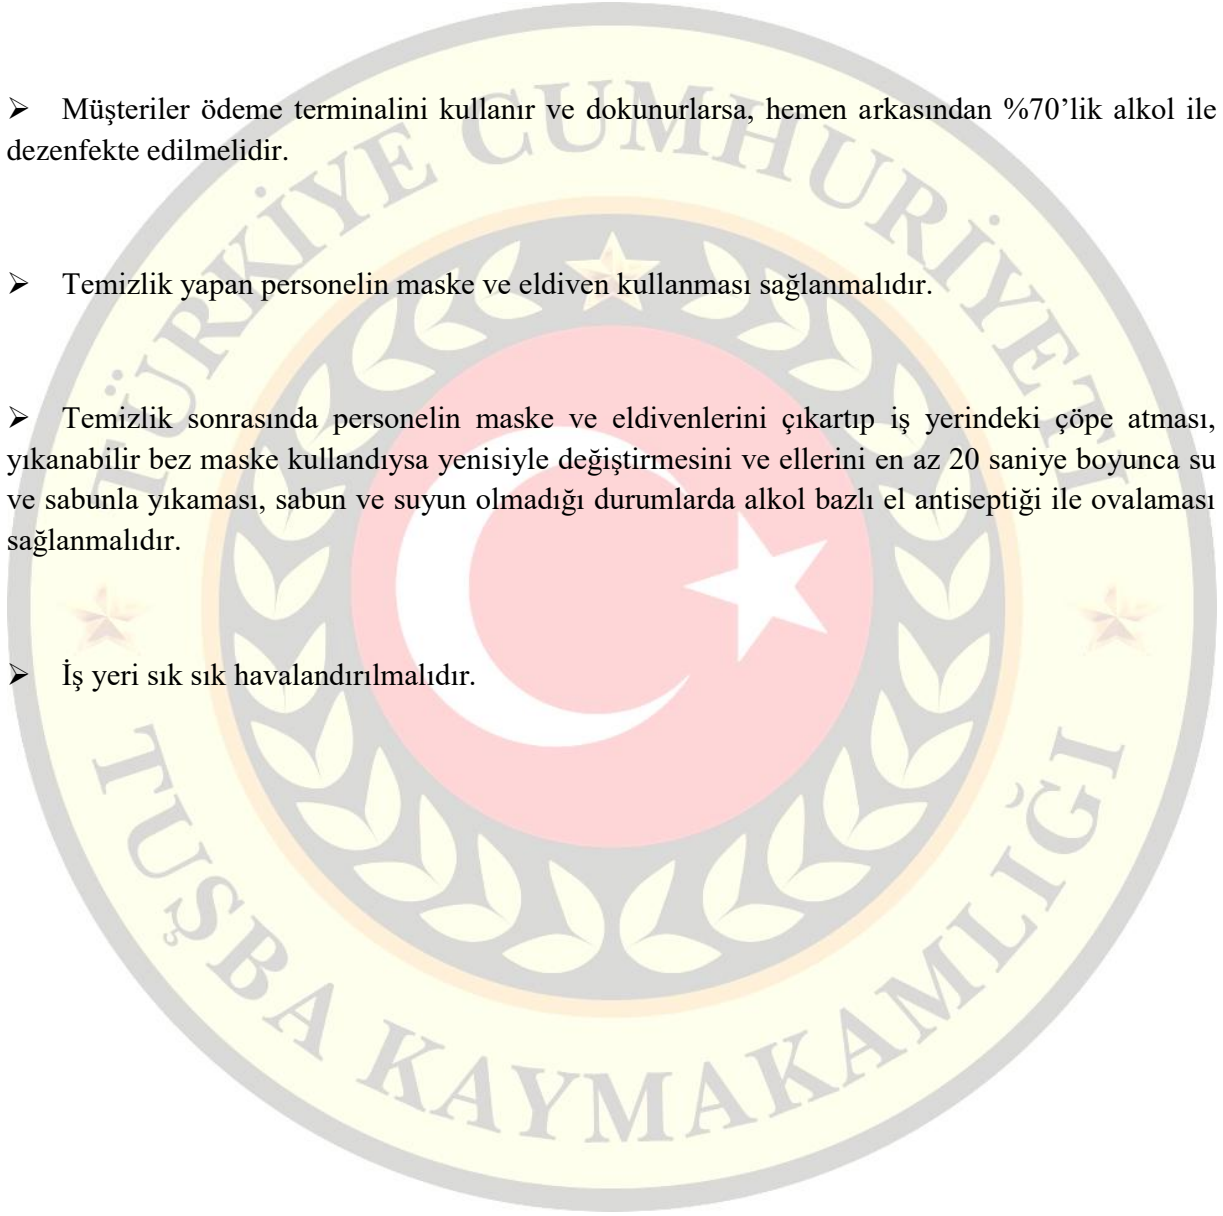 ➢ Müşteriler ödeme terminalini kullanır ve dokunurlarsa, hemen arkasından %70’lik alkol ile
dezenfekte edilmelidir.
➢ Temizlik yapan personelin maske ve eldiven kullanması sağlanmalıdır.
➢ Temizlik sonrasında personelin maske ve eldivenlerini çıkartıp iş yerindeki çöpe atması,
yıkanabilir bez maske kullandıysa yenisiyle değiştirmesini ve ellerini en az 20 saniye boyunca su
ve sabunla yıkaması, sabun ve suyun olmadığı durumlarda alkol bazlı el antiseptiği ile ovalaması
sağlanmalıdır.
➢ İş yeri sık sık havalandırılmalıdır.
TÜRKİYE CUMHURİYETİ
TUŞBA KAYMAKAMLIĞI